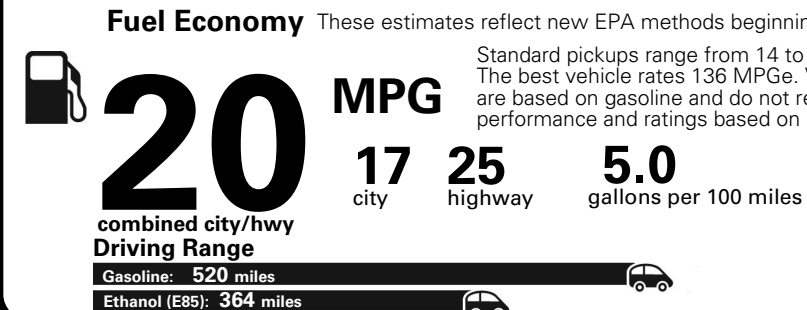 Fuel Economy These estimates reflect new EPA methods beginnin
Standard pickups range from 14 to
The best vehicle rates 136 MPGe. V
are based on gasoline and do not re
performance and ratings based on
20 MPG
17 city 25 highway 5.0 gallons per 100 miles
combined city/hwy
Driving Range
Gasoline: 520 miles
Ethanol (E85): 364 miles